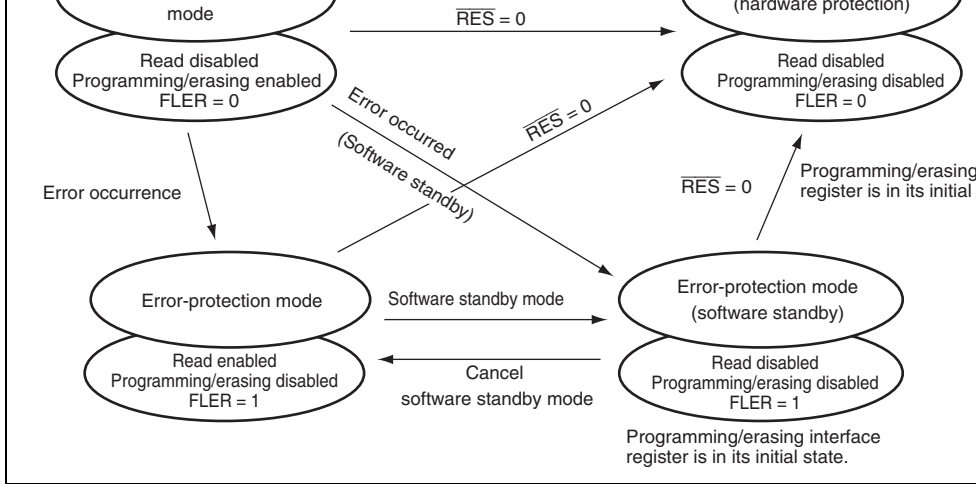 mode
(hardware protection)
RES = 0
Read disabled
Programming/erasing enabled
FLER = 0
Read disabled
Programming/erasing disabled
FLER = 0
Error occurred
(Software standby)
RES = 0
Error occurrence
RES = 0
Programming/erasing
register is in its initial
Error-protection mode
Software standby mode
Error-protection mode
(software standby)
Read enabled
Programming/erasing disabled
FLER = 1
Cancel
software standby mode
Read disabled
Programming/erasing disabled
FLER = 1
Programming/erasing interface
register is in its initial state.